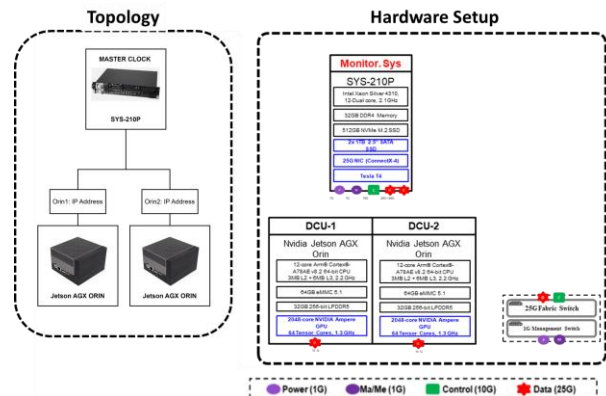 Topology
Hardware Setup
MASTER CLOCK
SYS-210P
Orin1: IP Address
Orin2: IP Address
Jetson AGX ORIN
Jetson AGX ORIN
Monitor. Sys
SYS-210P
Intel Xeon Silver 4310,
12-Dual core, 2.1GHz
32GB DDR4 Memory
512GB NVMe M.2 SSD
2x 1TB 2.5" SATA
SSD
25G NIC (ConnectX-4)
Tesla T4
DCU-1
Nvidia Jetson AGX
Orin
12-core Arm® Cortex®-
A78AE v8.2 64-bit CPU
3MB L2 + 6MB L3, 2.2 GHz
64GB eMMC 5.1
32GB 256-bit LPDDR5
2048-core NVIDIA Ampere
GPU
64 Tensor Cores, 1.3 GHz
DCU-2
Nvidia Jetson AGX
Orin
12-core Arm® Cortex®-
A78AE v8.2 64-bit CPU
3MB L2 + 6MB L3, 2.2 GHz
64GB eMMC 5.1
32GB 256-bit LPDDR5
2048-core NVIDIA Ampere
GPU
64 Tensor Cores, 1.3 GHz
25G Fabric Switch
1G Management Switch
Power (1G)
Ma/Me (1G)
Control (10G)
Data (25G)